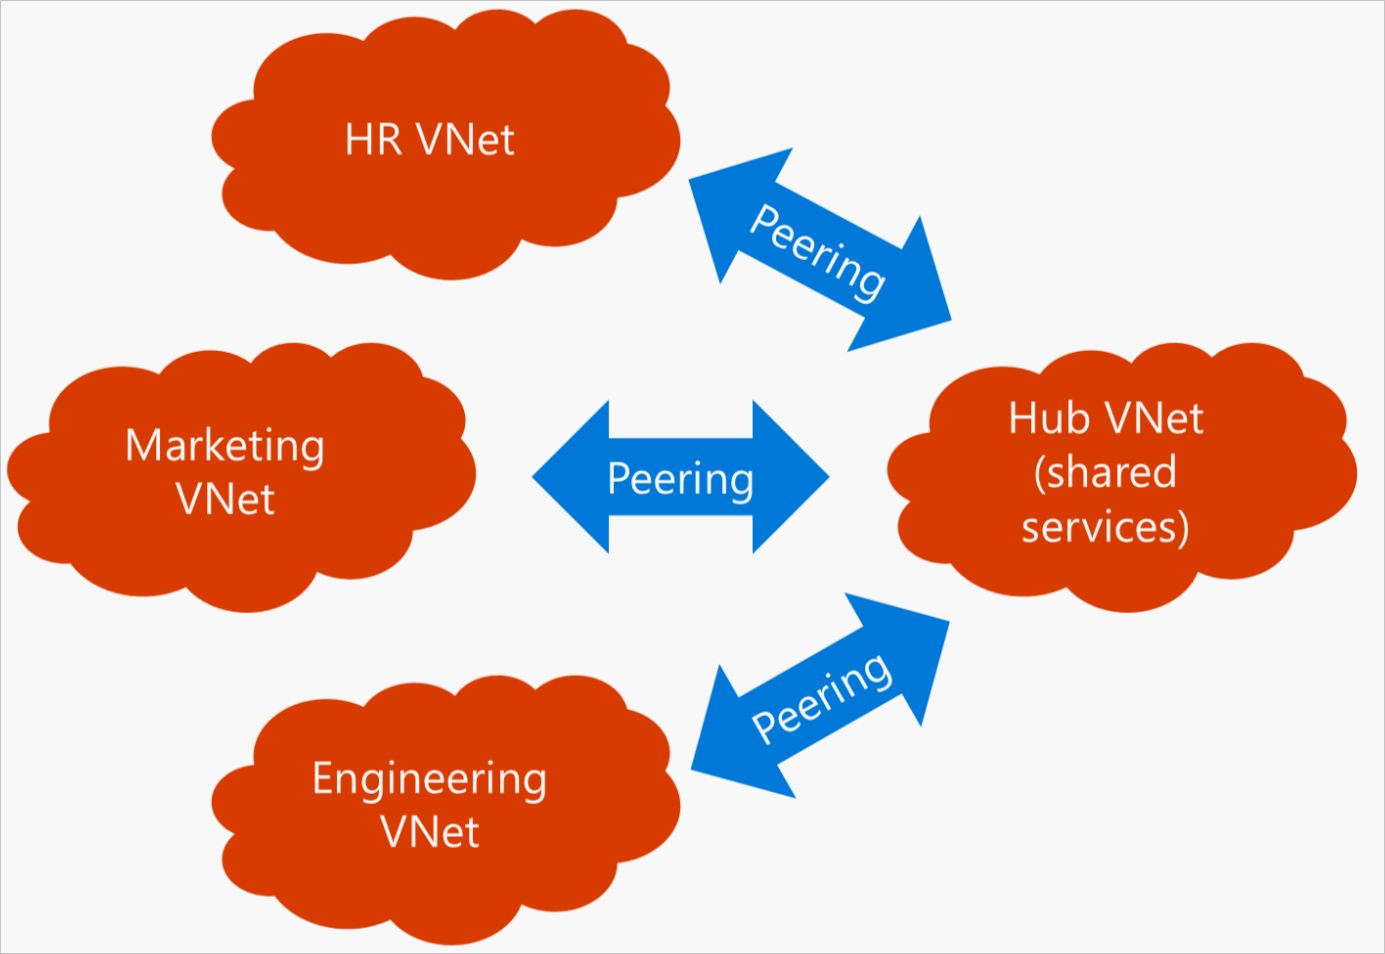 HR VNet
Peering
Marketing
VNet
Peering
Hub VNet
(shared
services)
Peering
Engineering
VNet